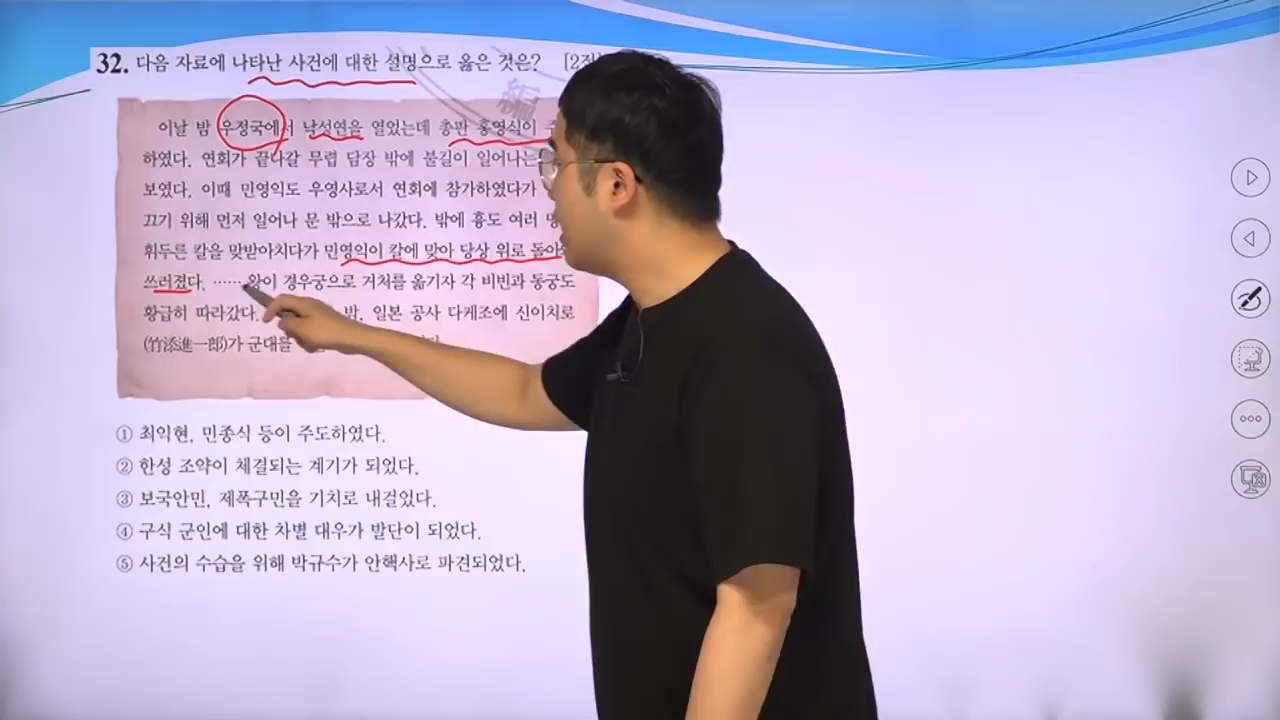 32. 다음 자료에 나타난 사건에 대한 설명으로 옳은 것은? [2점
이날 밤 우정국에서 낙성연을 열었는데 총판 홍영식이
하였다. 연회가 끝나갈 무렵 담장 밖에 불길이 일어나는
보였다. 이때 민영익도 우영사로서 연회에 참가하였다가
끄기 위해 먼저 일어나 문 밖으로 나갔다. 밖에 흉도 여러
휘두른 칼을 맞받아치다가 민영익이 칼에 맞아 당상 위로
쓰러졌다. ……왕이 경우궁으로 거처를 옮기자 각 비빈과 동궁도
황급히 따라갔다. 밤, 일본 공사 다케조에 신이치로
(竹添進一郎)가 군대를
① 최익현, 민종식 등이 주도하였다.
② 한성 조약이 체결되는 계기가 되었다.
③ 보국안민, 제폭구민을 기치로 내걸었다.
④ 구식 군인에 대한 차별 대우가 발단이 되었다.
⑤ 사건의 수습을 위해 박규수가 안핵사로 파견되었다.